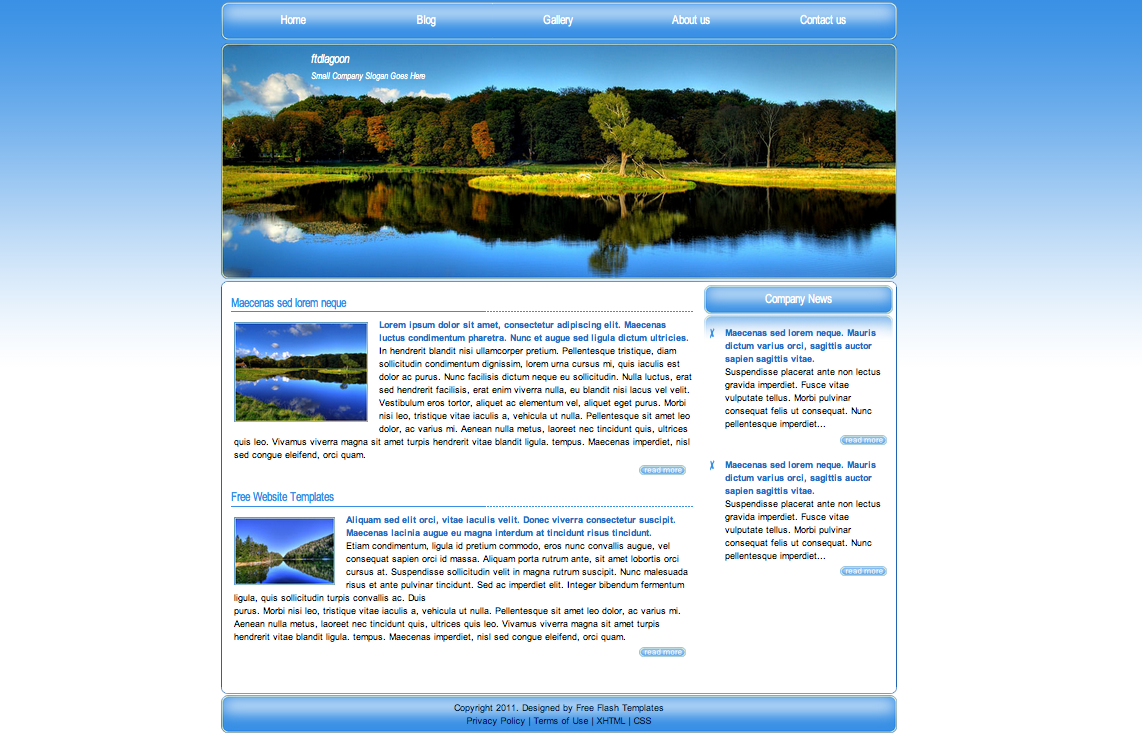 Home Blog Gallery About us Contact us
ftdlagoon
Small Company Slogan Goes Here
Maecenas sed lorem neque
Lorem ipsum dolor sit amet, consectetur adipiscing elit. Maecenas
luctus condimentum pharetra. Nunc et augue sed ligula dictum ultricies.
In hendrerit blandit nisi ullamcorper pretium. Pellentesque tristique, diam
sollicitudin condimentum dignissim, lorem urna cursus mi, quis iaculis est
dolor ac purus. Nunc facilisis dictum neque eu sollicitudin. Nulla luctus, erat
sed hendrerit facilisis, erat enim viverra nulla, eu blandit nisi lacus vel velit.
Vestibulum eros tortor, aliquet ac elementum vel, aliquet eget purus. Morbi
nisi leo, tristique vitae iaculis a, vehicula ut nulla. Pellentesque sit amet leo
dolor, ac varius mi. Aenean nulla metus, laoreet nec tincidunt quis, ultrices
quis leo. Vivamus viverra magna sit amet turpis hendrerit vitae blandit ligula. tempus. Maecenas imperdiet, nisl
sed congue eleifend, orci quam.
read more
Free Website Templates
Aliquam sed elit orci, vitae iaculis velit. Donec viverra consectetur suscipit.
Maecenas lacinia augue eu magna interdum at tincidunt risus tincidunt.
Etiam condimentum, ligula id pretium commodo, eros nunc convallis augue, vel
consequat sapien orci id massa. Aliquam porta rutrum ante, sit amet lobortis orci
cursus at. Suspendisse sollicitudin velit in magna rutrum suscipit. Nunc malesuada
risus et ante pulvinar tincidunt. Sed ac imperdiet elit. Integer bibendum fermentum
ligula, quis sollicitudin turpis convallis ac. Duis
purus. Morbi nisi leo, tristique vitae iaculis a, vehicula ut nulla. Pellentesque sit amet leo dolor, ac varius mi.
Aenean nulla metus, laoreet nec tincidunt quis, ultrices quis leo. Vivamus viverra magna sit amet turpis
hendrerit vitae blandit ligula. tempus. Maecenas imperdiet, nisl sed congue eleifend, orci quam.
read more
Company News
Maecenas sed lorem neque. Mauris
dictum varius orci, sagittis auctor
sapien sagittis vitae.
Suspendisse placerat ante non lectus
gravida imperdiet. Fusce vitae
vulputate tellus. Morbi pulvinar
consequat felis ut consequat. Nunc
pellentesque imperdiet...
read more
Maecenas sed lorem neque. Mauris
dictum varius orci, sagittis auctor
sapien sagittis vitae.
Suspendisse placerat ante non lectus
gravida imperdiet. Fusce vitae
vulputate tellus. Morbi pulvinar
consequat felis ut consequat. Nunc
pellentesque imperdiet...
read more
Copyright 2011. Designed by Free Flash Templates
Privacy Policy | Terms of Use | XHTML | CSS